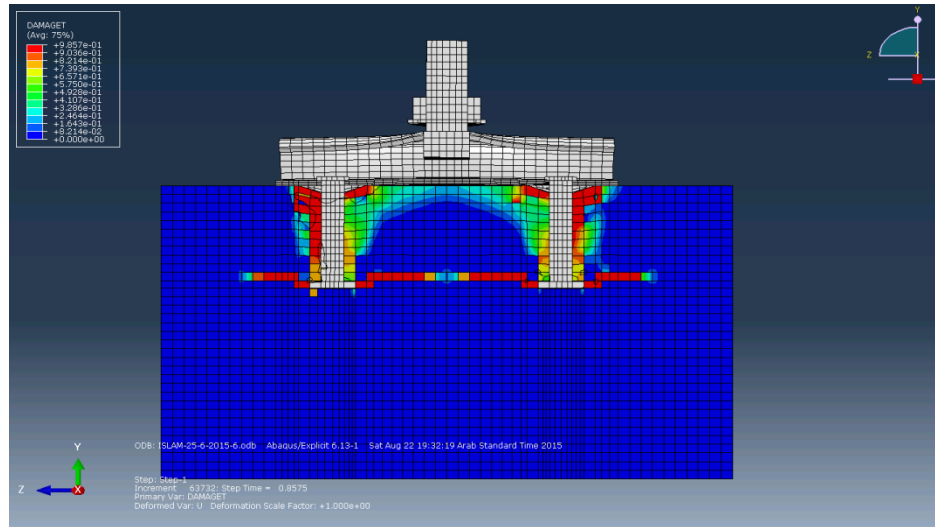 DAMAGET
(Avg: 75%)
+9.857e-01
+9.036e-01
+8.214e-01
+7.393e-01
+6.571e-01
+5.750e-01
+4.928e-01
+4.107e-01
+3.286e-01
+2.464e-01
+1.643e-01
+8.214e-02
+0.000e+00
Y
Z
X
Y
Z
X
ODB: ISLAM-25-6-2015-6.odb Abaqus/Explicit 6.13-1 Sat Aug 22 19:32:19 Arab Standard Time 2015
Step: Step-1
Increment 63732: Step Time = 0.8575
Primary Var: DAMAGET
Deformed Var: U Deformation Scale Factor: +1.000e+00